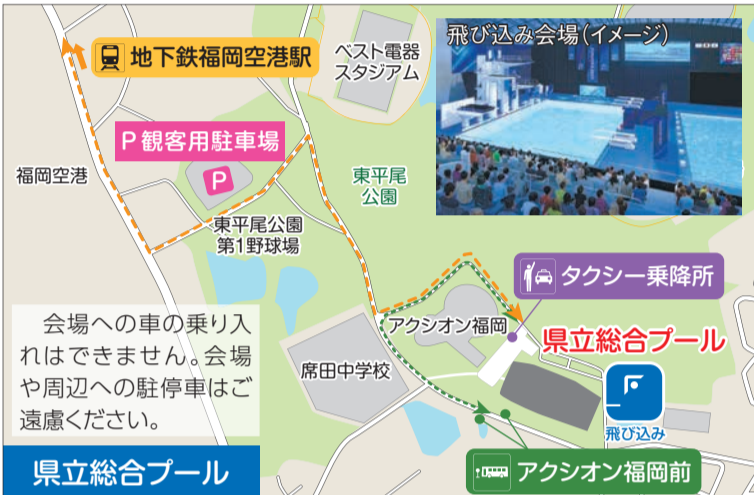 飛び込み会場(イメージ)
地下鉄福岡空港駅
ベスト電器
スタジアム
P 観客用駐車場
P
福岡空港
東平尾
公園
東平尾公園
第1野球場
タクシー乗降所
アクシオン福岡
県立総合プール
会場への車の乗り入
れはできません。会場
や周辺への駐停車はご
遠慮ください。
席田中学校
飛び込み
県立総合プール
アクシオン福岡前